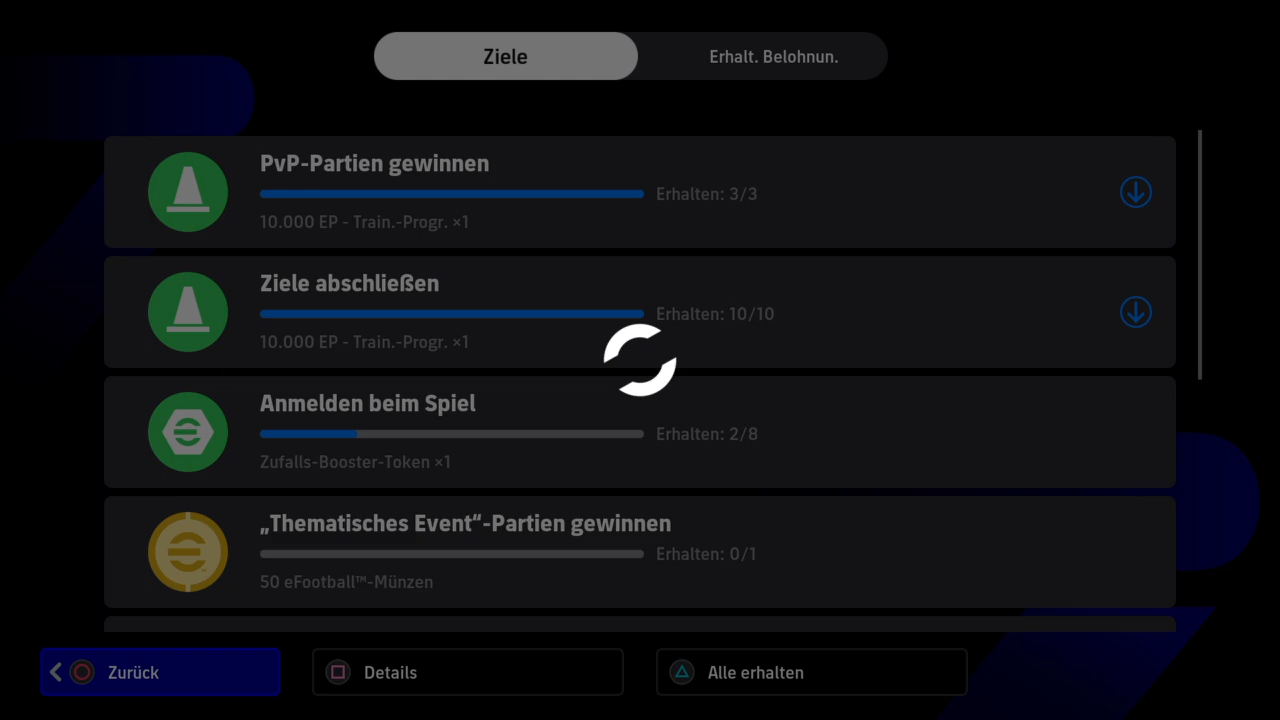 Ziele
Erhalt. Belohnun.
PvP-Partien gewinnen
Erhalten: 3/3
10.000 EP - Train.-Progr. ×1
Ziele abschließen
Erhalten: 10/10
10.000 EP - Train.-Progr. ×1
Anmelden beim Spiel
Erhalten: 2/8
Zufalls-Booster-Token ×1
„Thematisches Event“-Partien gewinnen
Erhalten: 0/1
50 eFootball™-Münzen
Zurück
Details
Alle erhalten